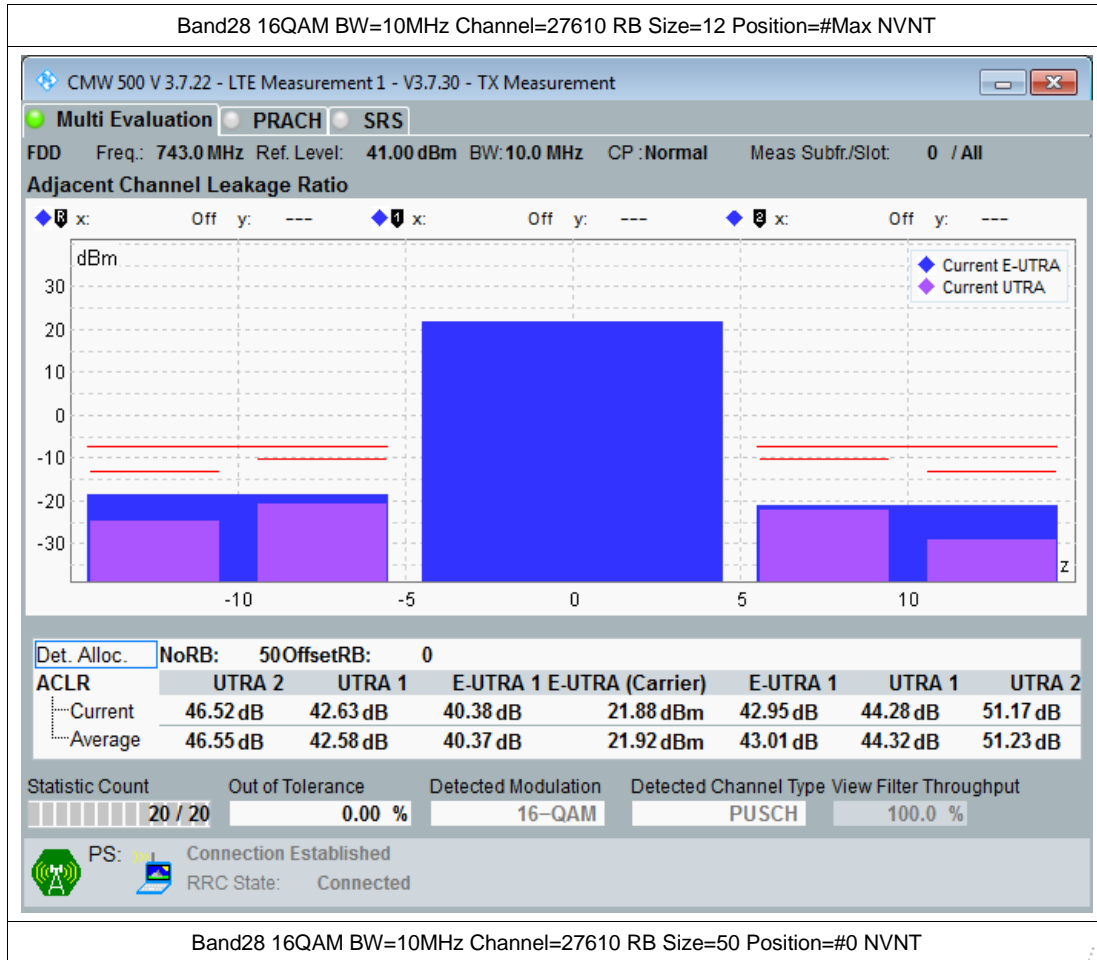 Band28 16QAM BW=10MHz Channel=27610 RB Size=12 Position=#Max NVNT
CMW 500 V 3.7.22 - LTE Measurement 1 - V3.7.30 - TX Measurement
Multi Evaluation PRACH SRS
FDD Freq.: 743.0 MHz Ref. Level: 41.00 dBm BW: 10.0 MHz CP : Normal Meas Subfr./Slot: 0 / All
Adjacent Channel Leakage Ratio
R x: Off y: --- 1 x: Off y: --- 2 x: Off y: ---
dBm
Current E-UTRA
Current UTRA
30
20
10
0
-10
-20
-30
z
-10 -5 0 5 10
Det. Alloc. NoRB: 50 OffsetRB: 0
ACLR UTRA 2 UTRA 1 E-UTRA 1 E-UTRA (Carrier) E-UTRA 1 UTRA 1 UTRA 2
Current 46.52 dB 42.63 dB 40.38 dB 21.88 dBm 42.95 dB 44.28 dB 51.17 dB
Average 46.55 dB 42.58 dB 40.37 dB 21.92 dBm 43.01 dB 44.32 dB 51.23 dB
Statistic Count Out of Tolerance Detected Modulation Detected Channel Type View Filter Throughput
20 / 20 0.00 % 16-QAM PUSCH 100.0 %
PS: Connection Established
RRC State: Connected
Band28 16QAM BW=10MHz Channel=27610 RB Size=50 Position=#0 NVNT